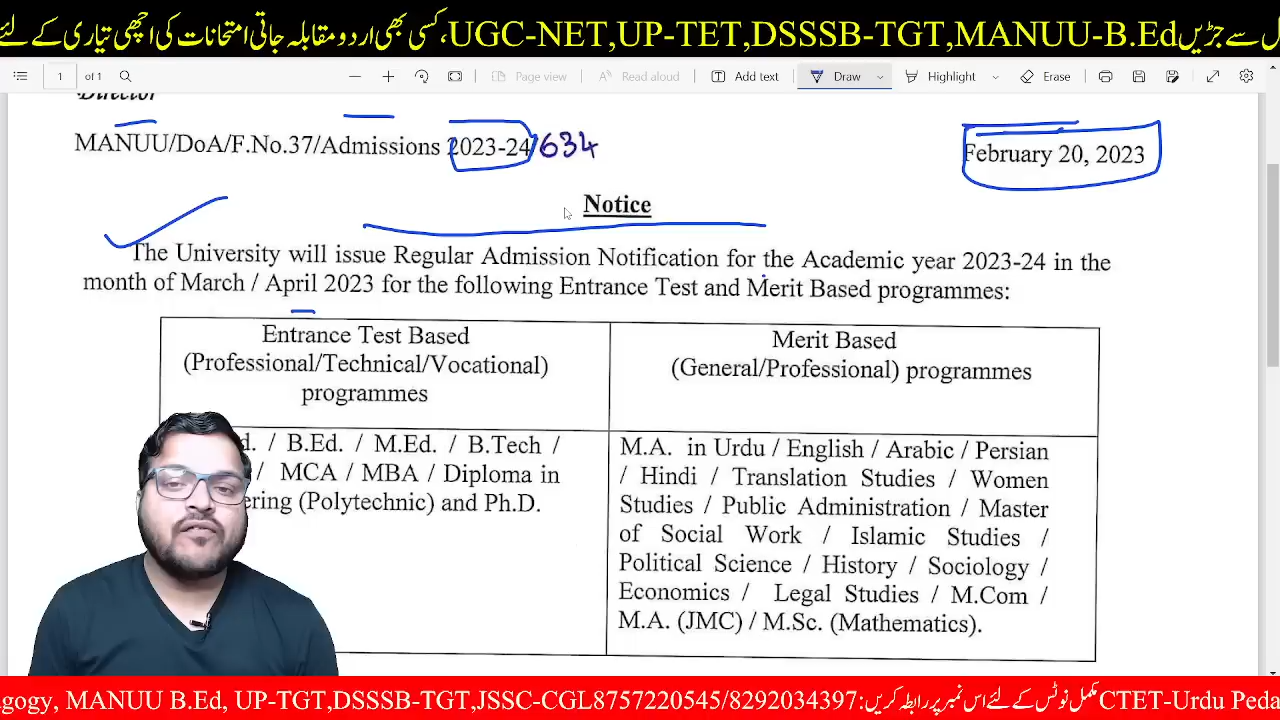 کسی بھی اردو مقابلہ جاتی امتحانات کی اچھی تیاری کے لئے ،UGC-NET,UP-TET,DSSSB-TGT,MANUU-B.Ed سے جڑیں
1 of 1 Page view Read aloud Add text Draw Highlight Erase
Director
MANUU/DoA/F.No.37/Admissions 2023-24/634 February 20, 2023
Notice
The University will issue Regular Admission Notification for the Academic year 2023-24 in the
month of March / April 2023 for the following Entrance Test and Merit Based programmes:
Entrance Test Based
(Professional/Technical/Vocational)
programmes
Merit Based
(General/Professional) programmes
d. / B.Ed. / M.Ed. / B.Tech /
/ MCA / MBA / Diploma in
ering (Polytechnic) and Ph.D.
M.A. in Urdu / English / Arabic / Persian
/ Hindi / Translation Studies / Women
Studies / Public Administration / Master
of Social Work / Islamic Studies /
Political Science / History / Sociology /
Economics / Legal Studies / M.Com /
M.A. (JMC) / M.Sc. (Mathematics).
agogy, MANUU B.Ed, UP-TGT,DSSSB-TGT,JSSC-CGL8757220545/8292034397: مکمل نوٹس کے لئے اس نمبر پر رابطہ کریں CTET-Urdu Peda